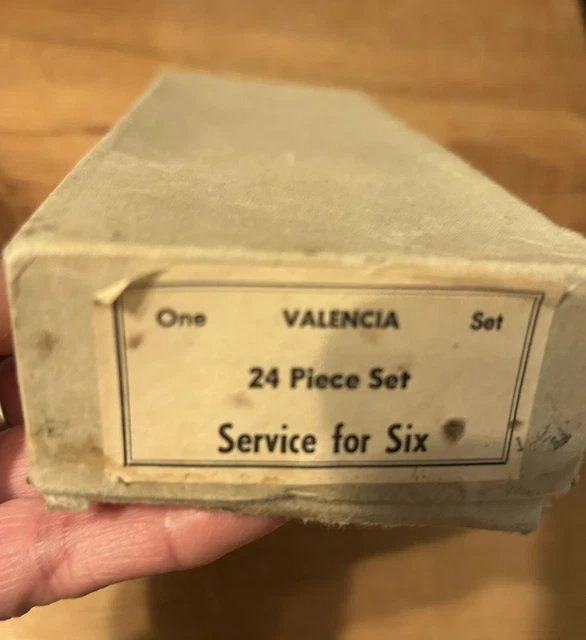 One VALENCIA Set
24 Piece Set
Service for Six